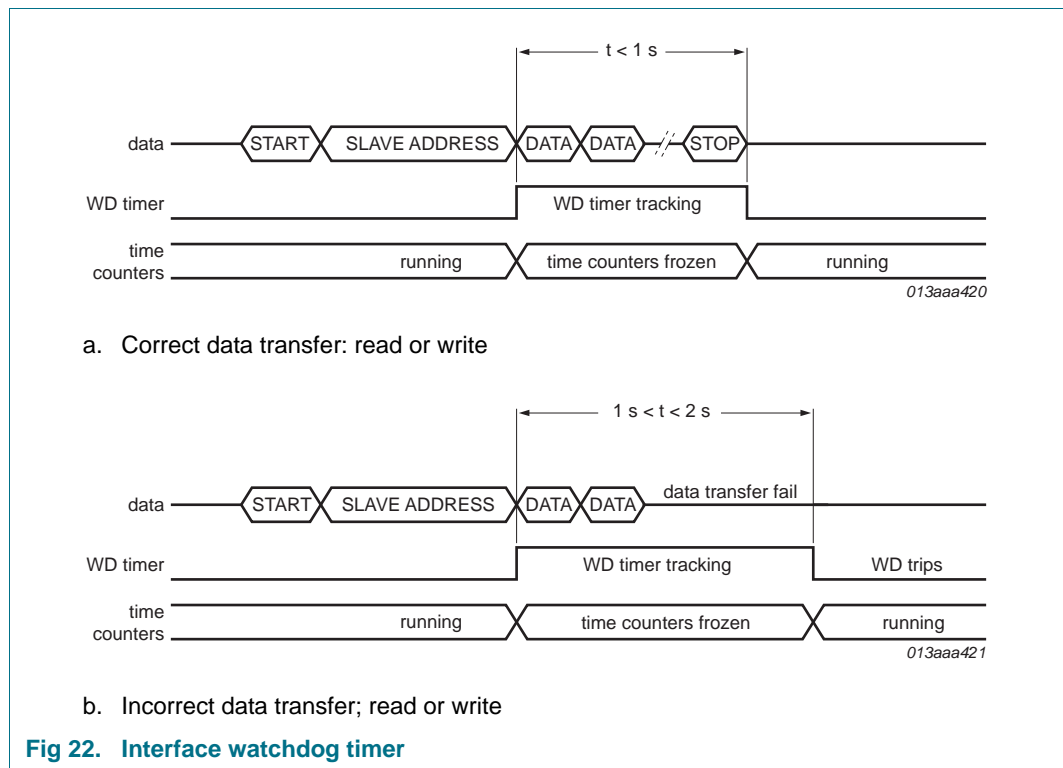 t < 1 s
data START SLAVE ADDRESS DATA DATA STOP
WD timer WD timer tracking
time
counters running time counters frozen running
013aaa420
a. Correct data transfer: read or write
1 s < t < 2 s
data START SLAVE ADDRESS DATA DATA data transfer fail
WD timer WD timer tracking WD trips
time
counters running time counters frozen running
013aaa421
b. Incorrect data transfer; read or write
Fig 22. Interface watchdog timer